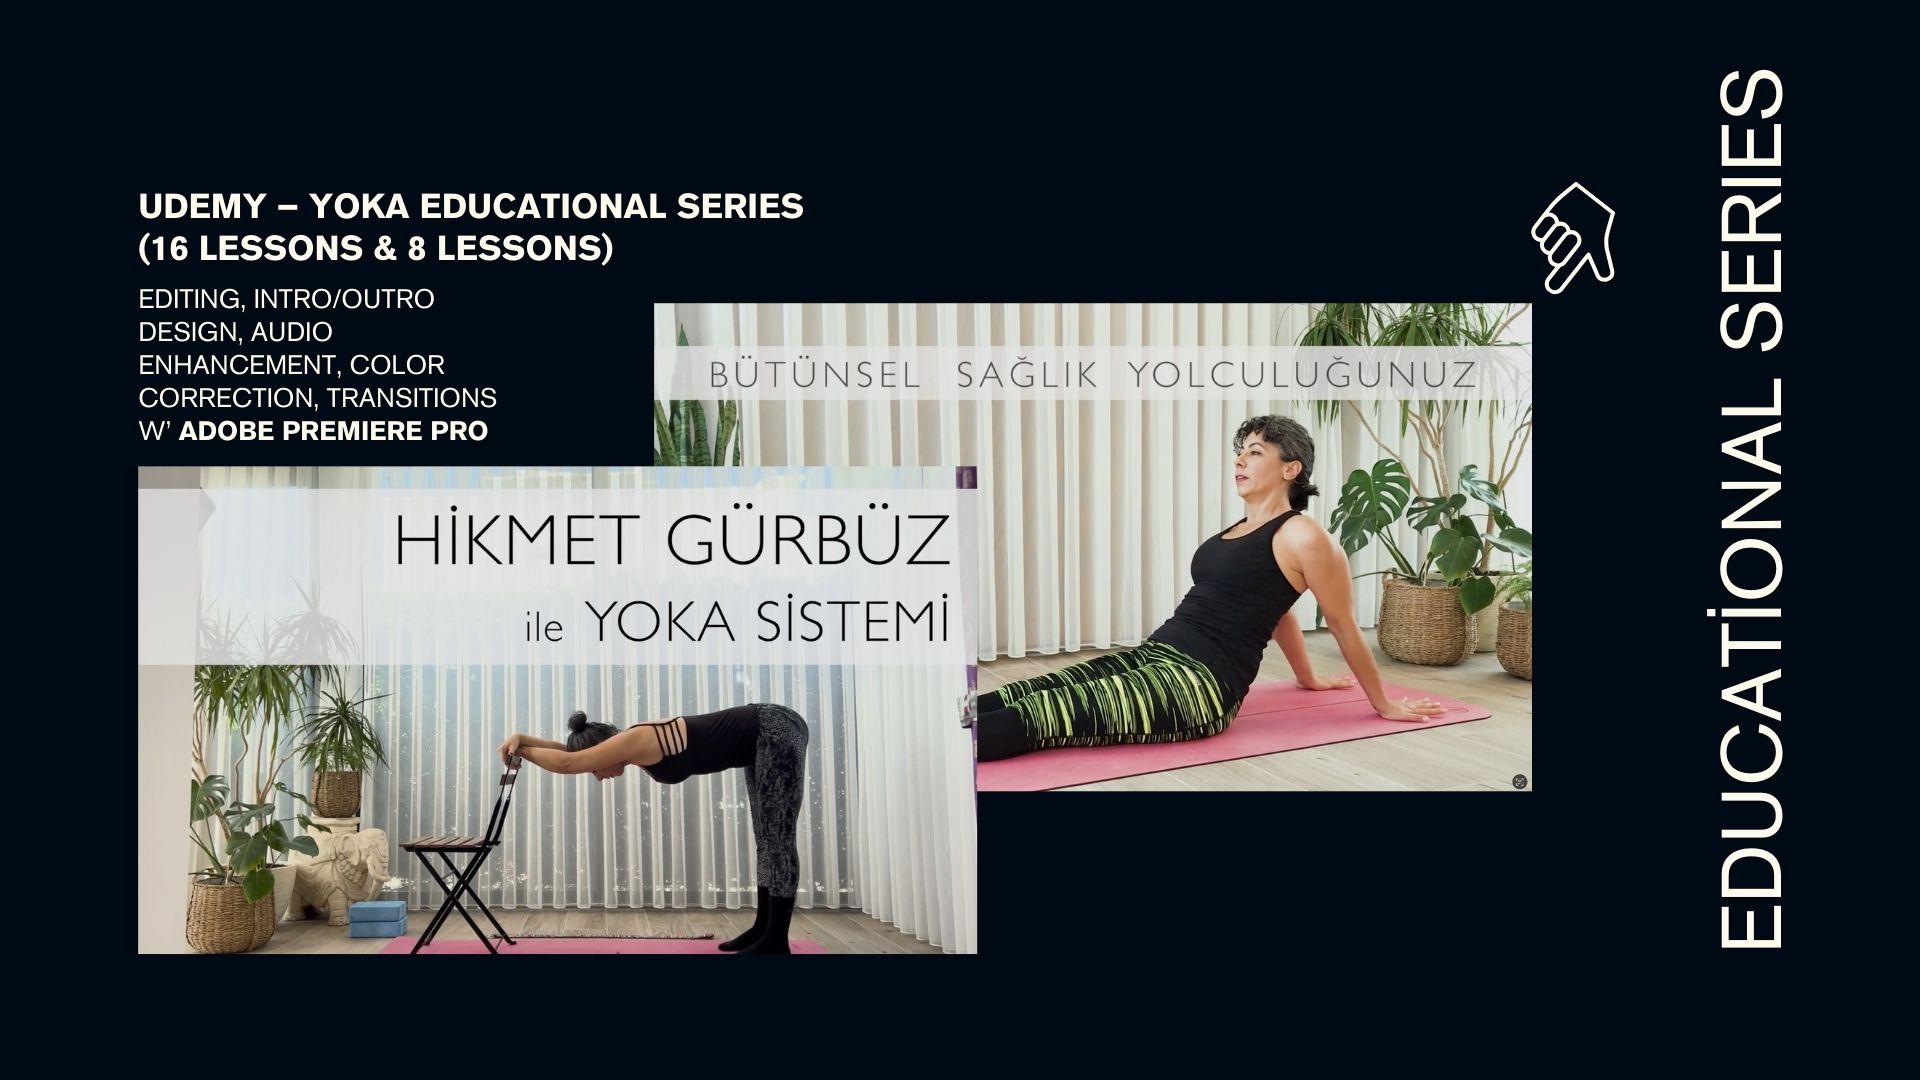 UDEMY – YOKA EDUCATIONAL SERIES
(16 LESSONS & 8 LESSONS)
EDITING, INTRO/OUTRO
DESIGN, AUDIO
ENHANCEMENT, COLOR
CORRECTION, TRANSITIONS
W' ADOBE PREMIERE PRO
BÜTÜNSEL SAĞLIK YOLCULUĞUNUZ
HİKMET GÜRBÜZ
ile YOKA SİSTEMİ
EDUCATİONAL SERIES